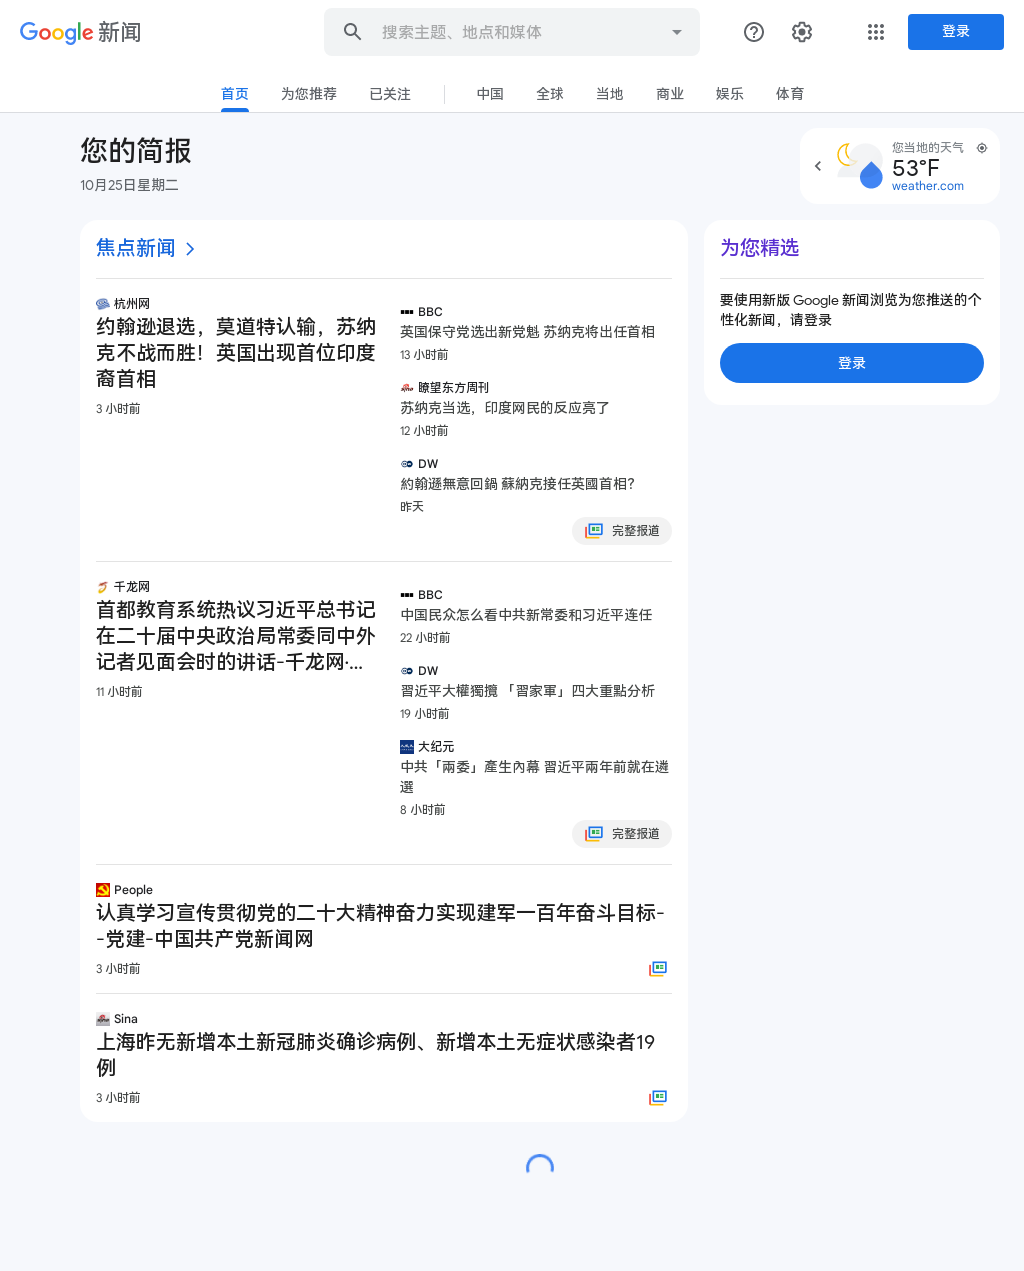 Google 新闻
搜索主题、地点和媒体
登录
首页
为您推荐
已关注
中国
全球
当地
商业
娱乐
体育
您的简报
10月25日星期二
您当地的天气
53°F
weather.com
焦点新闻
杭州网
约翰逊退选，莫道特认输，苏纳
克不战而胜！英国出现首位印度
裔首相
3 小时前
BBC
英国保守党选出新党魁 苏纳克将出任首相
13 小时前
瞭望东方周刊
苏纳克当选，印度网民的反应亮了
12 小时前
DW
約翰遜無意回鍋 蘇納克接任英國首相?
昨天
完整报道
千龙网
首都教育系统热议习近平总书记
在二十届中央政治局常委同中外
记者见面会时的讲话-千龙网·...
11 小时前
BBC
中国民众怎么看中共新常委和习近平连任
22 小时前
DW
習近平大權獨攬 「習家軍」四大重點分析
19 小时前
大纪元
中共「兩委」產生內幕 習近平兩年前就在遴
選
8 小时前
完整报道
People
认真学习宣传贯彻党的二十大精神奋力实现建军一百年奋斗目标-
-党建-中国共产党新闻网
3 小时前
Sina
上海昨无新增本土新冠肺炎确诊病例、新增本土无症状感染者19
例
3 小时前
为您精选
要使用新版 Google 新闻浏览为您推送的个
性化新闻，请登录
登录